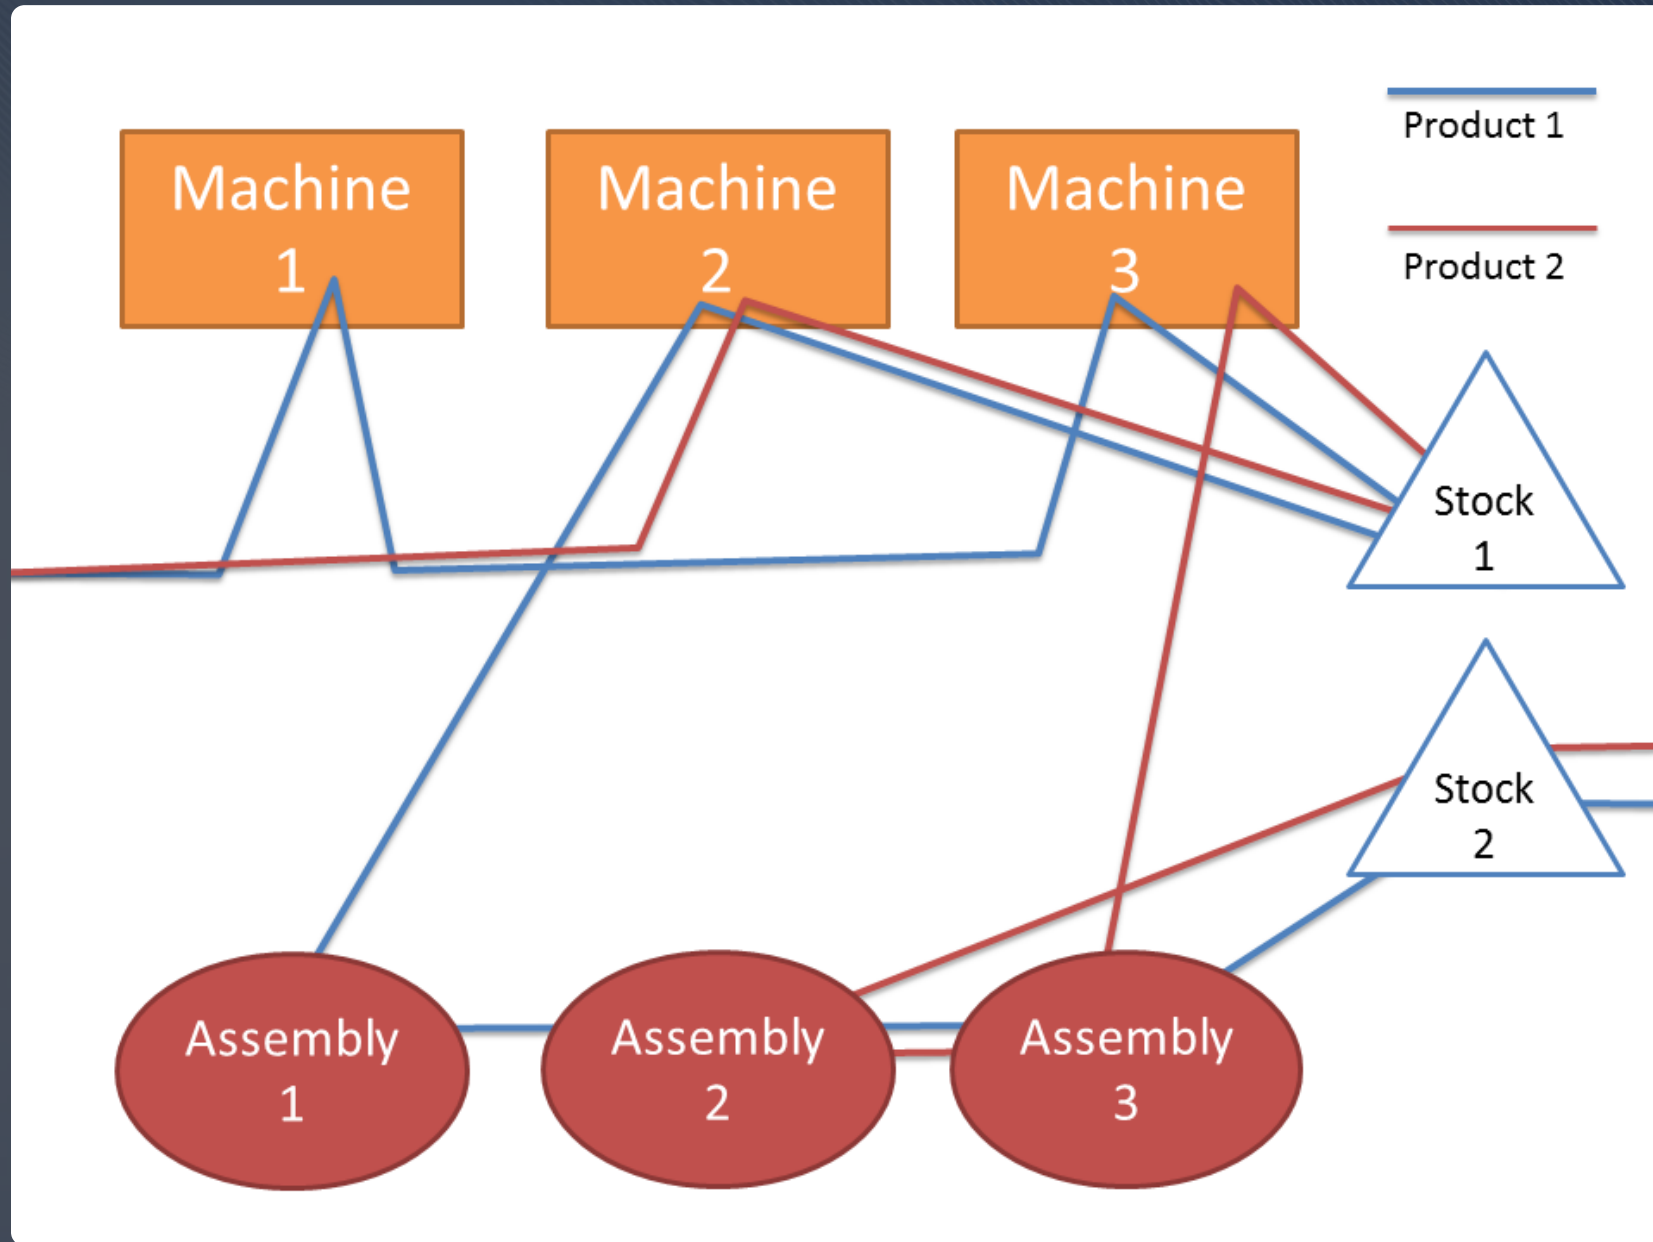 Machine
1
Machine
2
Machine
3
Product 1
Product 2
Stock
1
Stock
2
Assembly
1
Assembly
2
Assembly
3